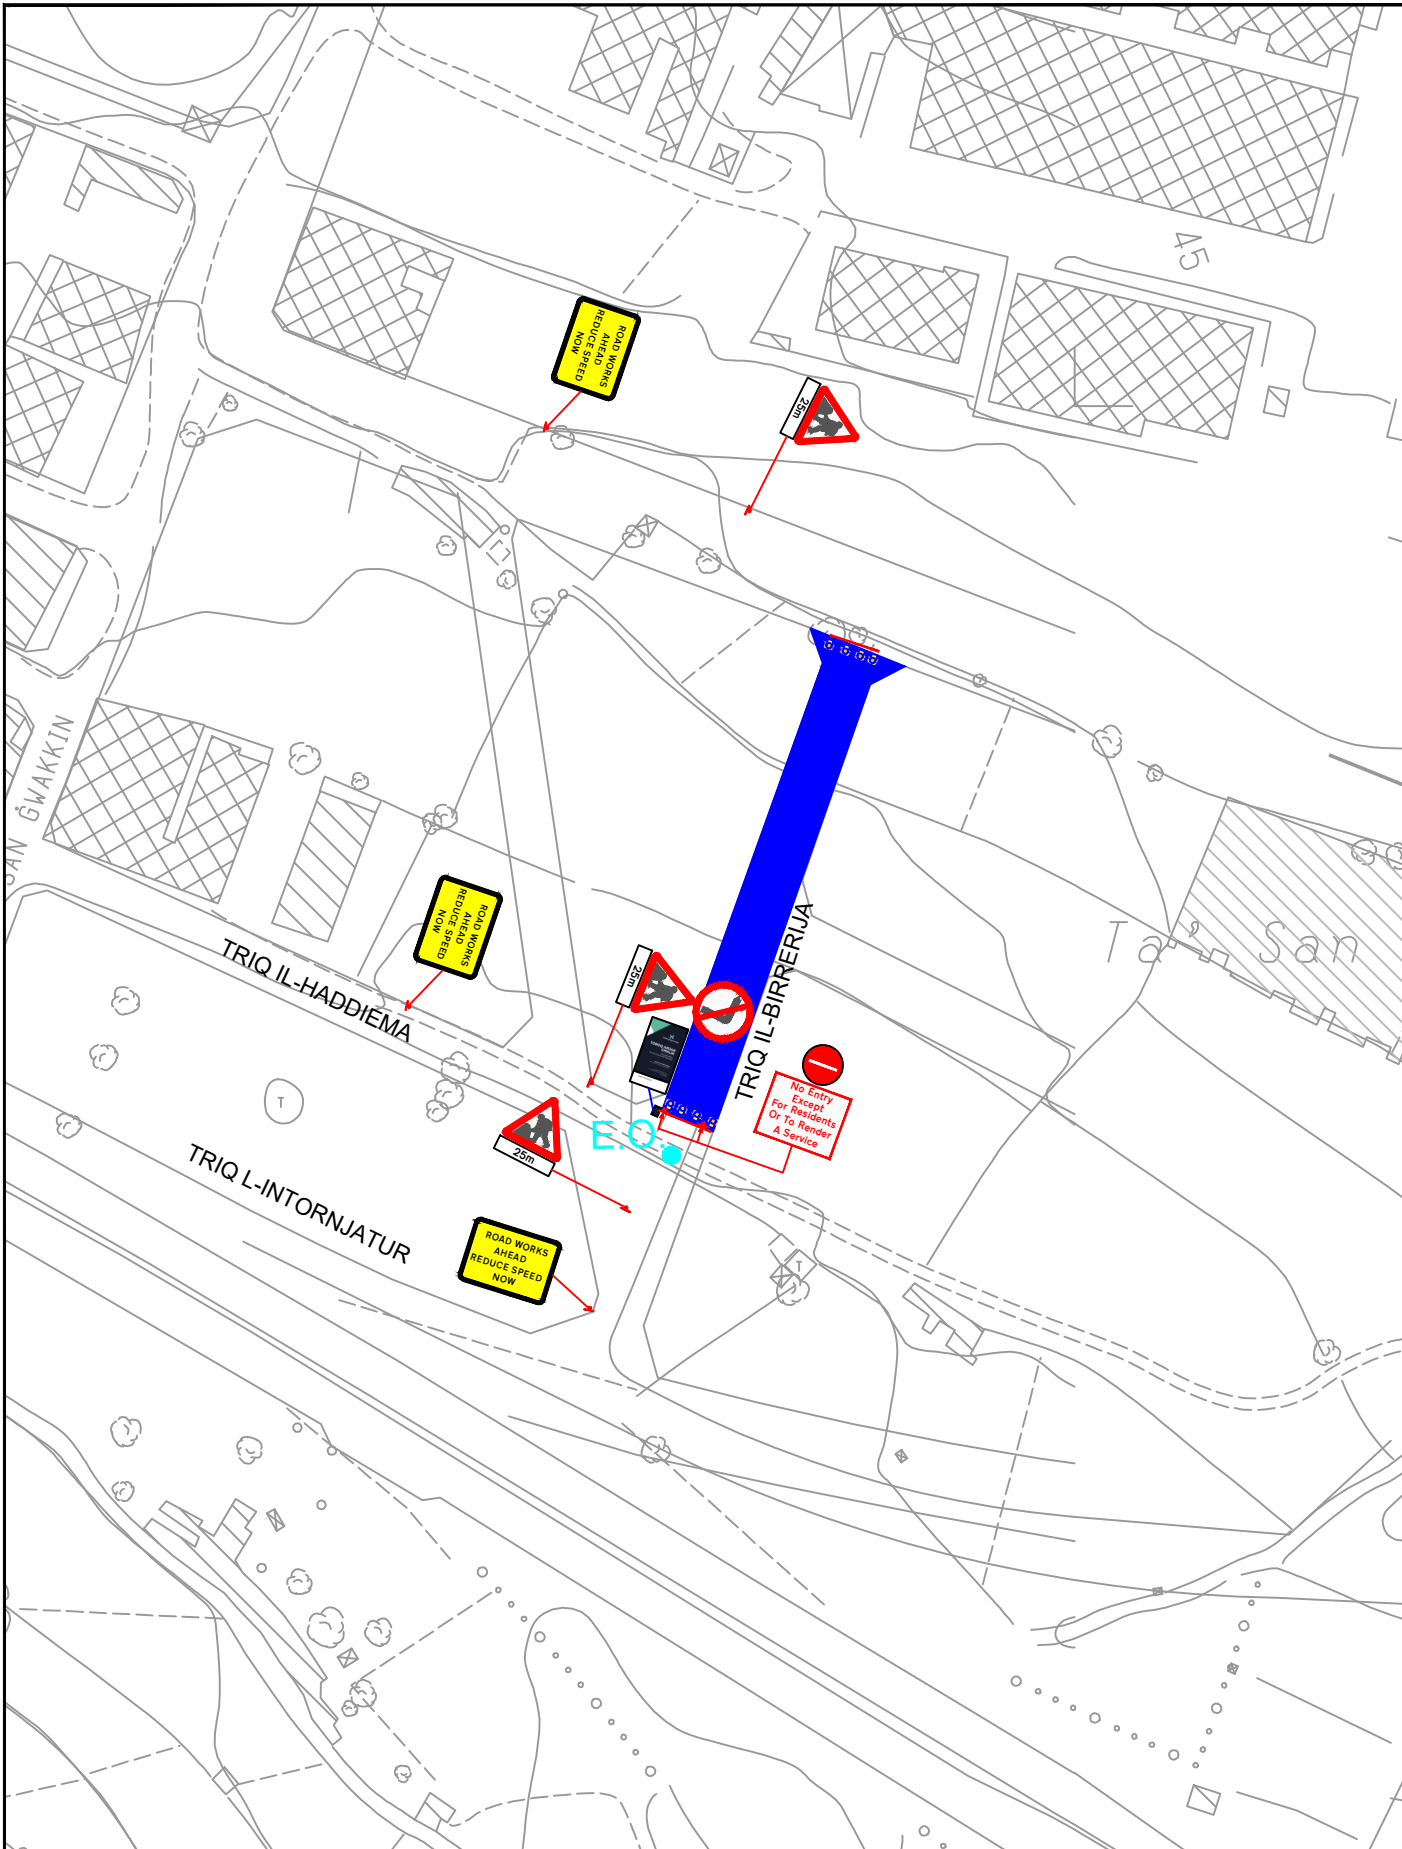 45
ROAD WORKS
AHEAD
REDUCE SPEED
NOW
25m
SAN ĠWAKKIN
ROAD WORKS
AHEAD
REDUCE SPEED
NOW
TRIQ IL-HADDIEMA
25m
TRIQ IL-BIRRERIJA
Ta' San
No Entry
Except
For Residents
Or To Render
A Service
T
E.O.
25m
TRIQ L-INTORNJATUR
ROAD WORKS
AHEAD
REDUCE SPEED
NOW
T